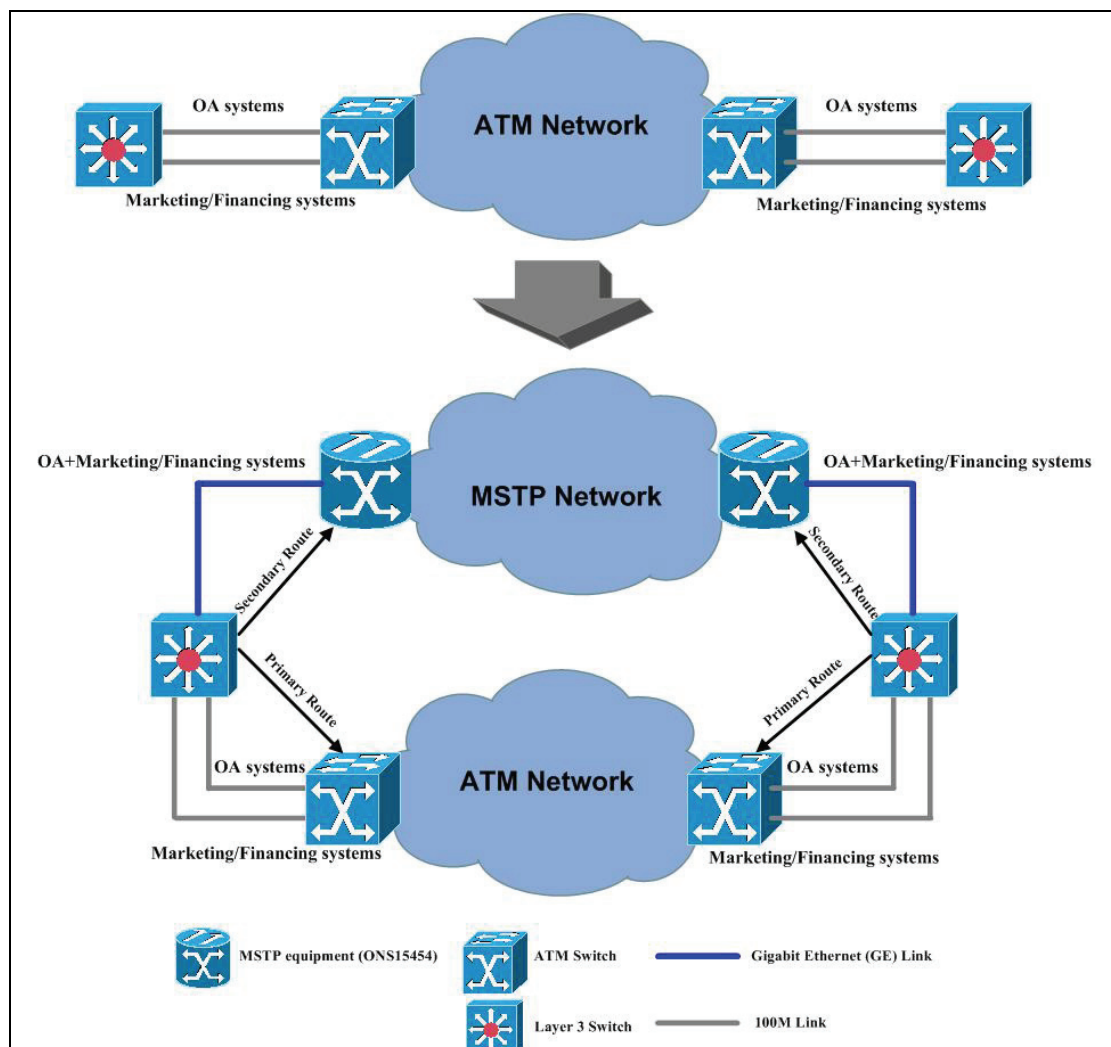 OA systems
ATM Network
OA systems
Marketing/Financing systems
Marketing/Financing systems
OA+Marketing/Financing systems
MSTP Network
OA+Marketing/Financing systems
Secondary Route
Secondary Route
Primary Route
Primary Route
OA systems
ATM Network
OA systems
Marketing/Financing systems
Marketing/Financing systems
MSTP equipment (ONS15454)
ATM Switch
Gigabit Ethernet (GE) Link
Layer 3 Switch
100M Link